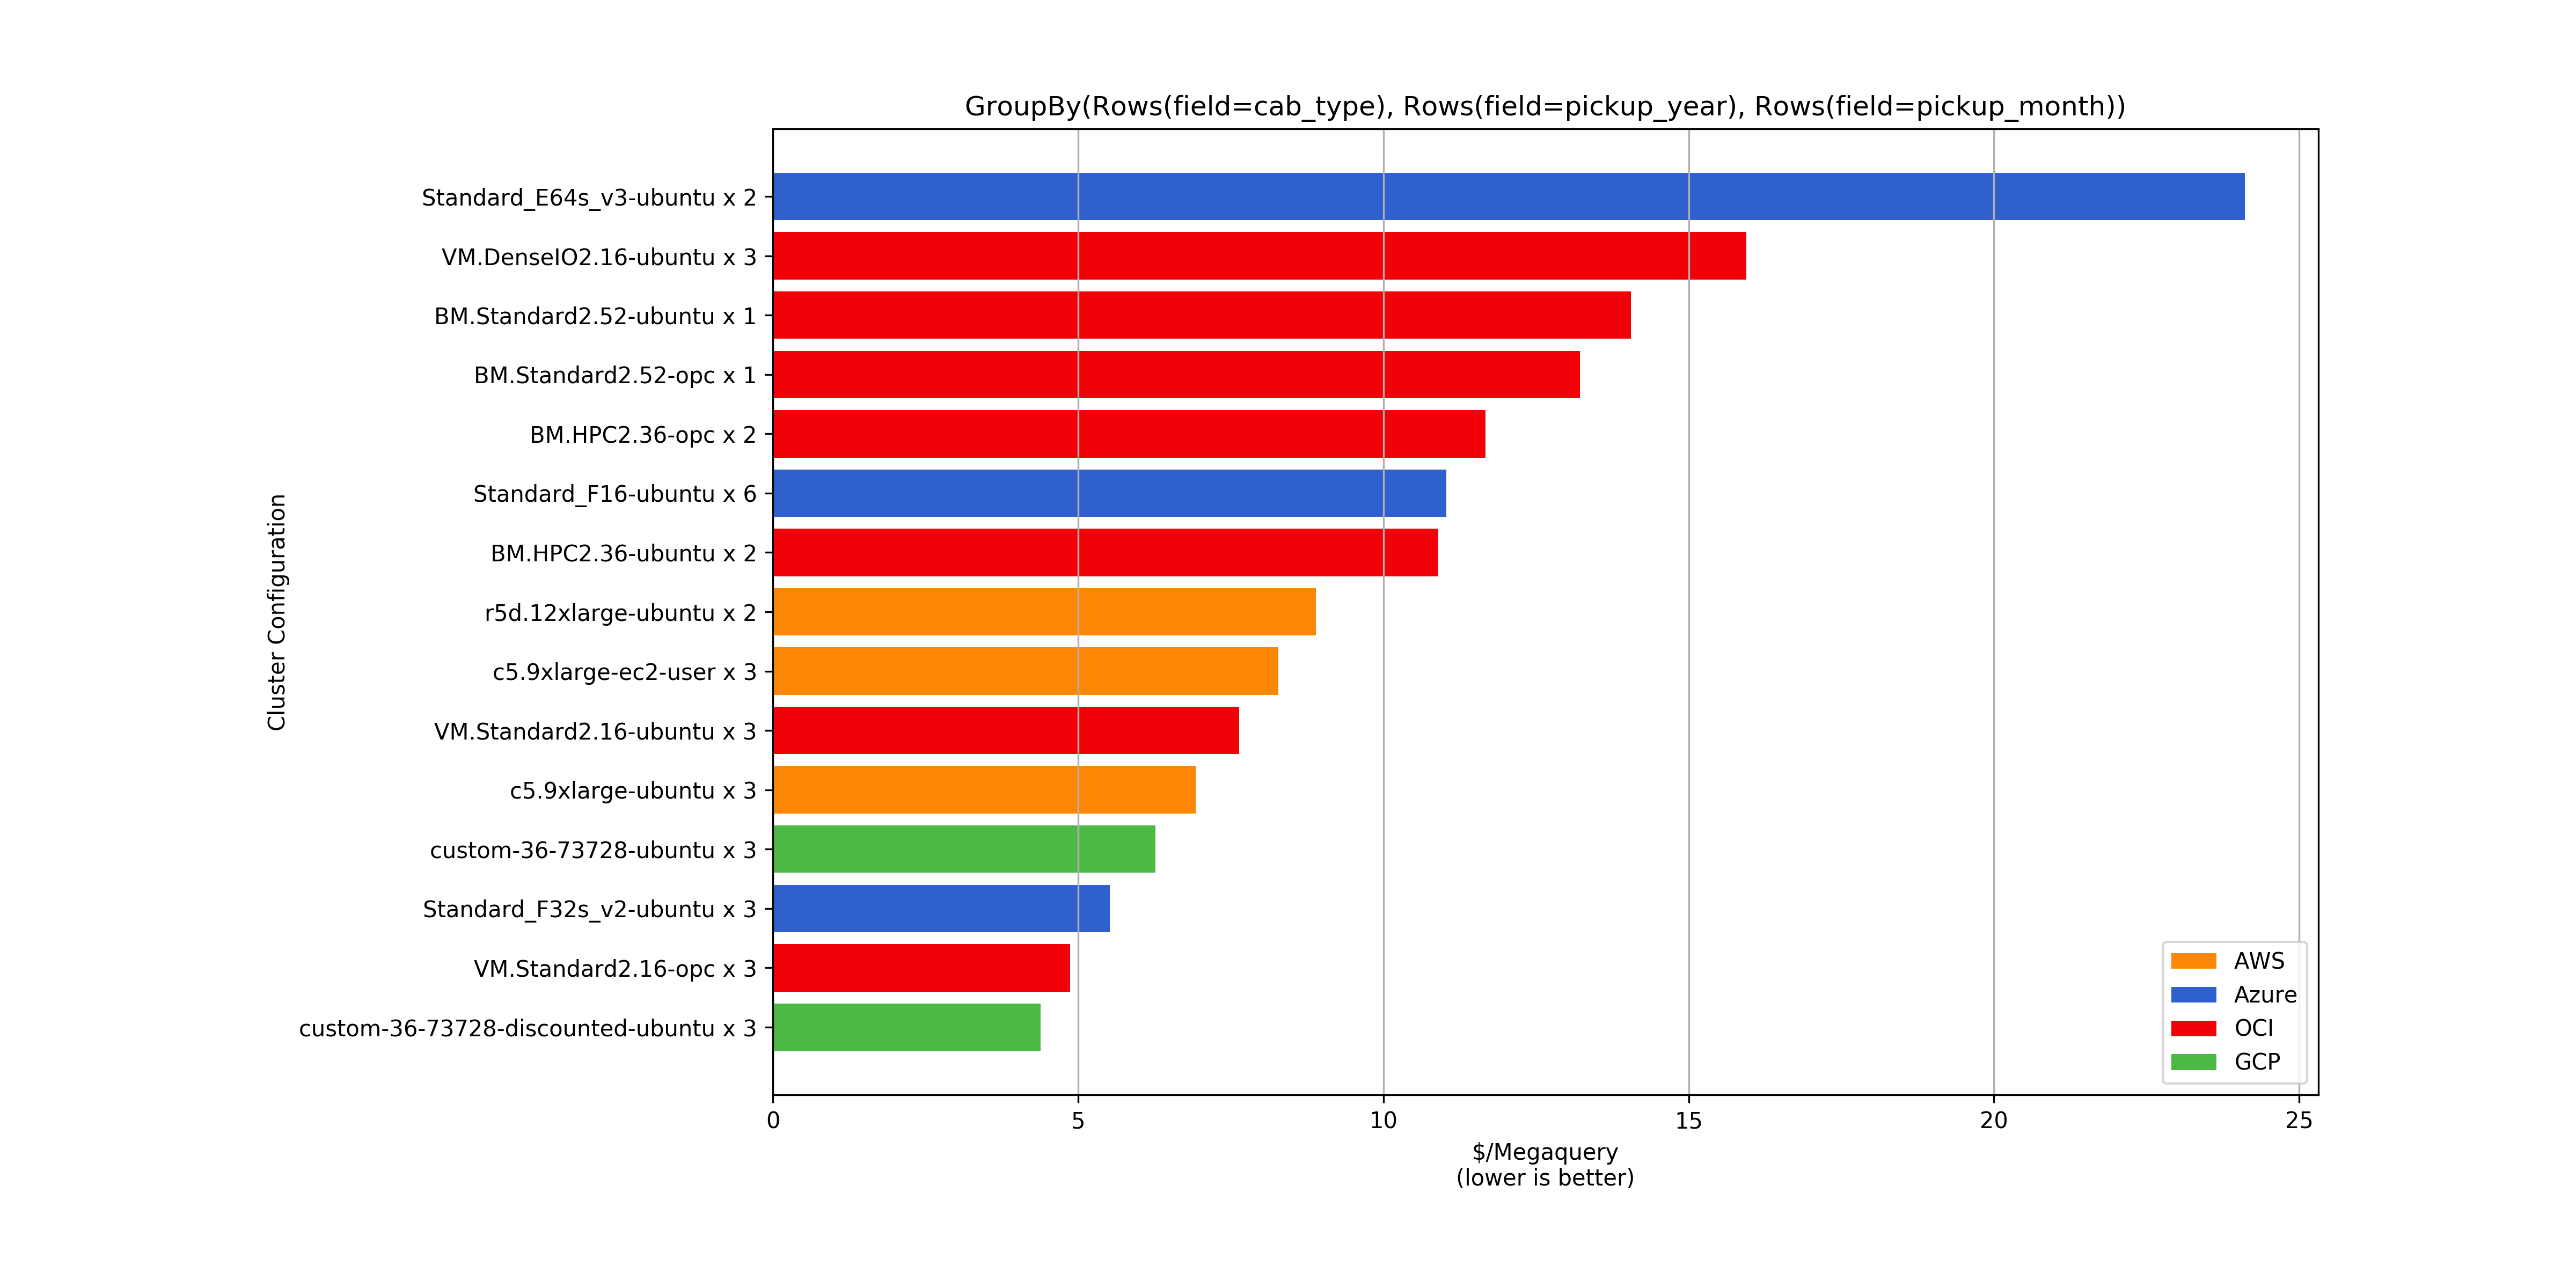 GroupBy(Rows(field=cab_type), Rows(field=pickup_year), Rows(field=pickup_month))
Cluster Configuration
Standard_E64s_v3-ubuntu x 2
VM.DenseIO2.16-ubuntu x 3
BM.Standard2.52-ubuntu x 1
BM.Standard2.52-opc x 1
BM.HPC2.36-opc x 2
Standard_F16-ubuntu x 6
BM.HPC2.36-ubuntu x 2
r5d.12xlarge-ubuntu x 2
c5.9xlarge-ec2-user x 3
VM.Standard2.16-ubuntu x 3
c5.9xlarge-ubuntu x 3
custom-36-73728-ubuntu x 3
Standard_F32s_v2-ubuntu x 3
VM.Standard2.16-opc x 3
custom-36-73728-discounted-ubuntu x 3
AWS
Azure
OCI
GCP
0 5 10 15 20 25
$/Megaquery
(lower is better)